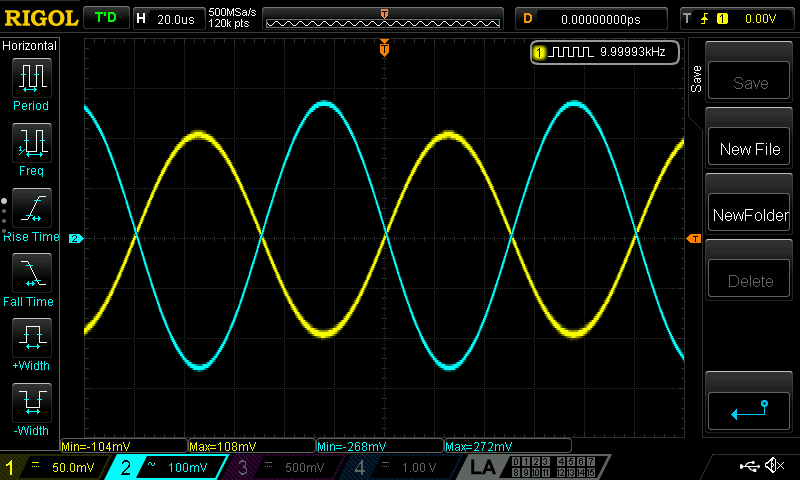 RIGOL T'D H 20.0us 500MSa/s 120k pts T D 0.00000000ps T 1 0.00V
Horizontal
1 9.99993kHz
T
Period
Freq
Rise Time
Fall Time
+Width
-Width
2
T
Save
Save
New File
NewFolder
Delete
Min=-104mV Max=108mV Min=-268mV Max=272mV
1 = 50.0mV 2 ~ 100mV 3 = 500mV 4 = 1.00 V LA 0 1 2 3 4 5 6 7
8 9 10 11 12 13 14 15